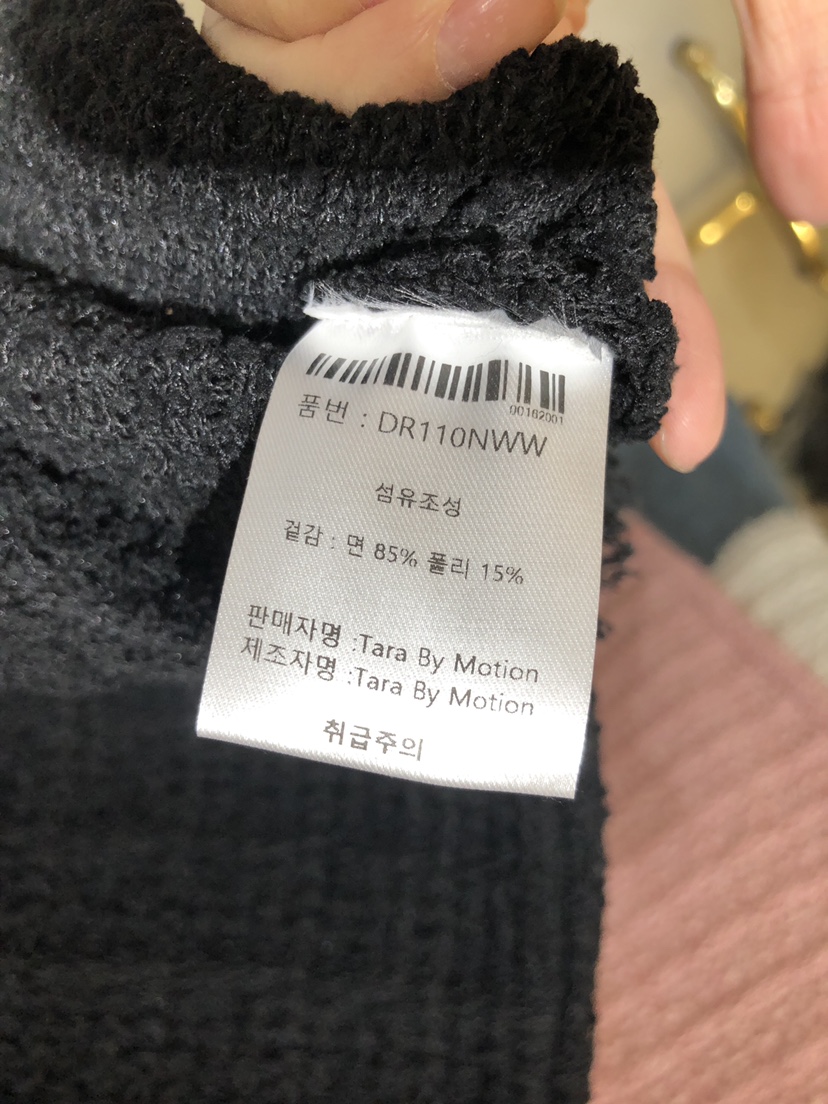 00162001
품번 : DR110NWW
섬유조성
겉감 : 면 85% 폴리 15%
판매자명 :Tara By Motion
제조자명 :Tara By Motion
취급주의